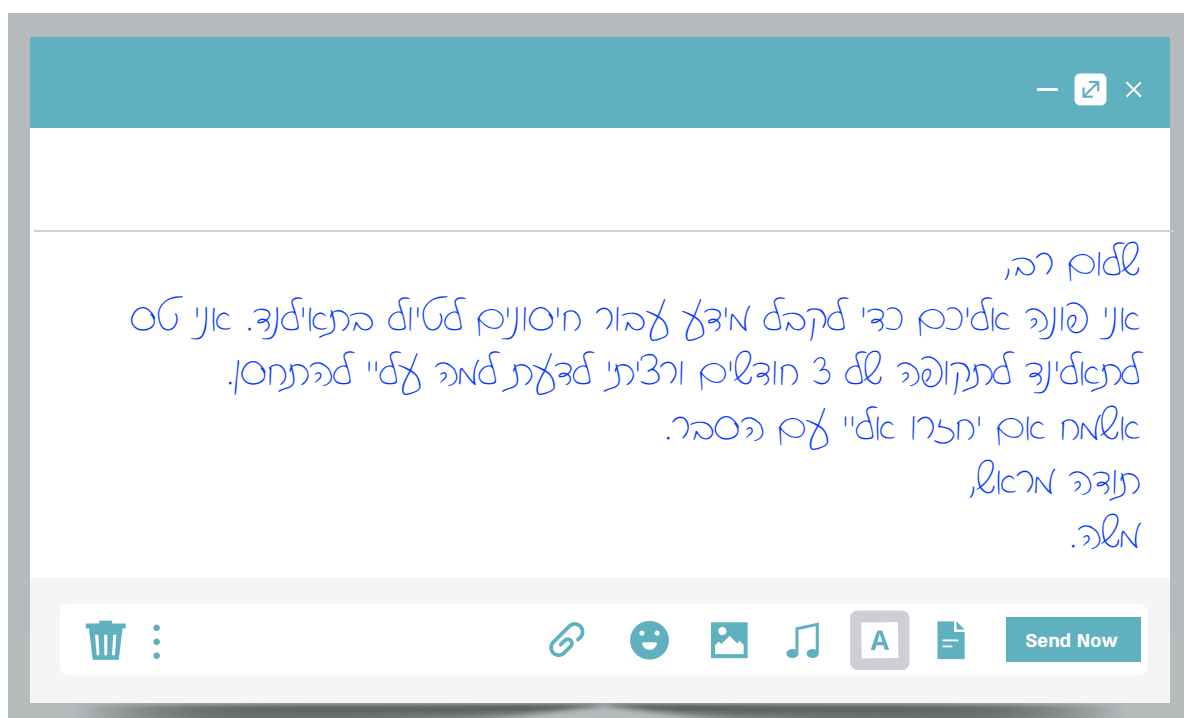 שלום רב,
אני פונה אליכם כדי לקבל מידע עבור חיסונים לטיול בתאילנד. אני טס
לתאלינד לתקופה של 3 חודשים ורציתי לדעת למה עליי להתחסן.
אשמח אם יחזרו אליי עם הסבר.
תודה מראש,
משה.
A
Send Now